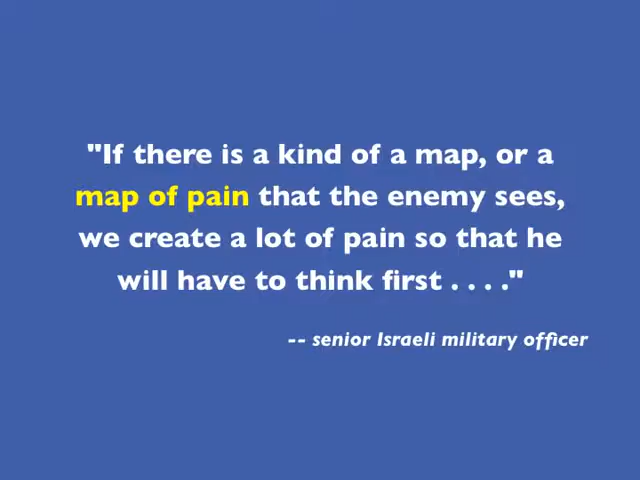 "If there is a kind of a map, or a
map of pain that the enemy sees,
we create a lot of pain so that he
will have to think first . . . ."
-- senior Israeli military officer